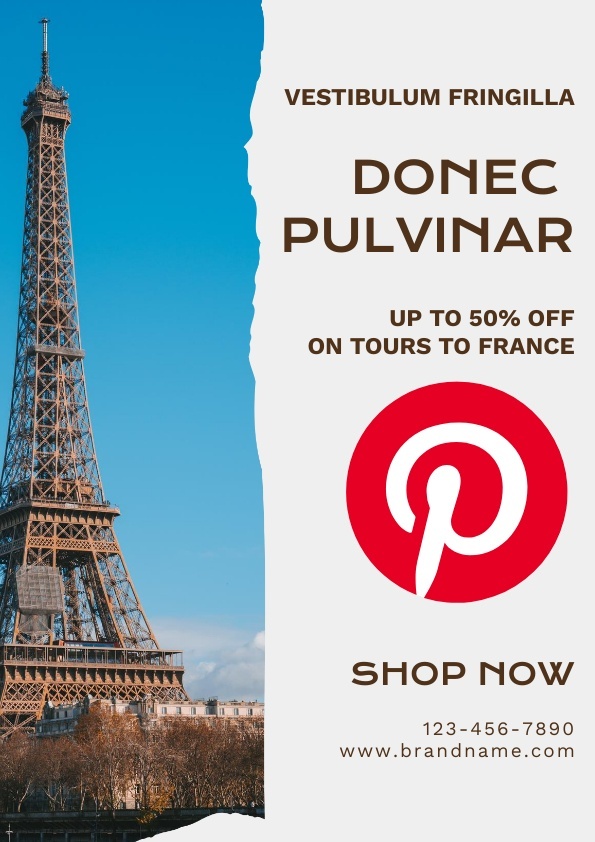 VESTIBULUM FRINGILLA
DONEC
PULVINAR
UP TO 50% OFF
ON TOURS TO FRANCE
SHOP NOW
123-456-7890
www.brandname.com